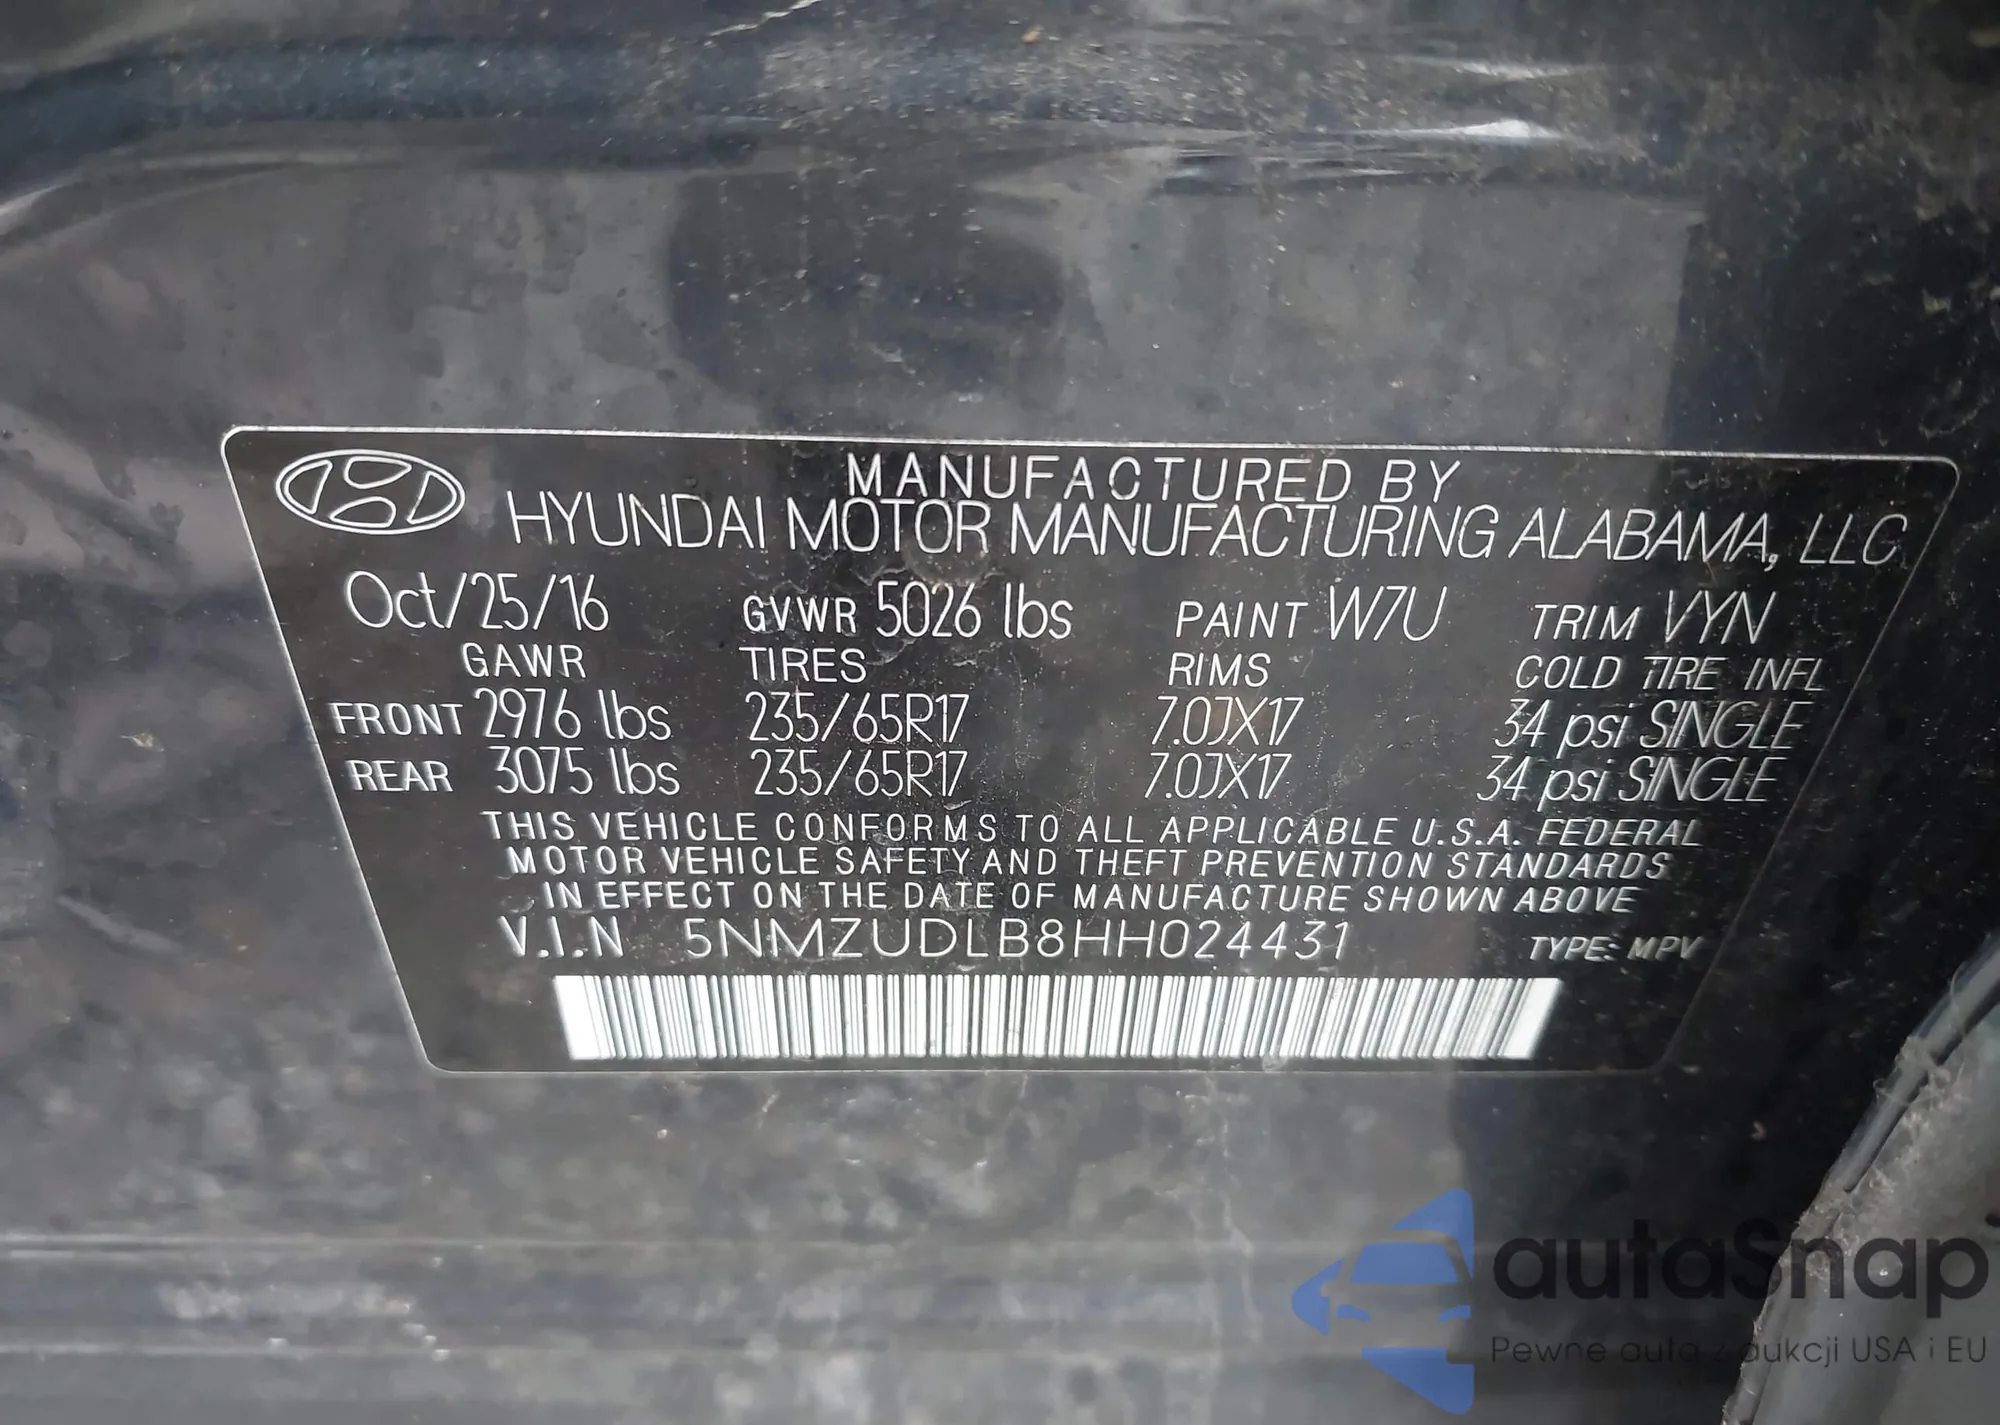 MANUFACTURED BY
HYUNDAI MOTOR MANUFACTURING ALABAMA, LLC
Oct/25/16 GVWR 5026 lbs PAINT W7U TRIM VYN
GAWR TIRES RIMS COLD TIRE INFL
FRONT 2976 lbs 235/65R17 7.0JX17 34 psi SINGLE
REAR 3075 lbs 235/65R17 7.0JX17 34 psi SINGLE
THIS VEHICLE CONFORMS TO ALL APPLICABLE U.S.A. FEDERAL
MOTOR VEHICLE SAFETY AND THEFT PREVENTION STANDARDS
IN EFFECT ON THE DATE OF MANUFACTURE SHOWN ABOVE
V.I.N 5NMZUDLB8HH024431 TYPE: MPV
autaSnap
Pewne auta z aukcji USA i EU